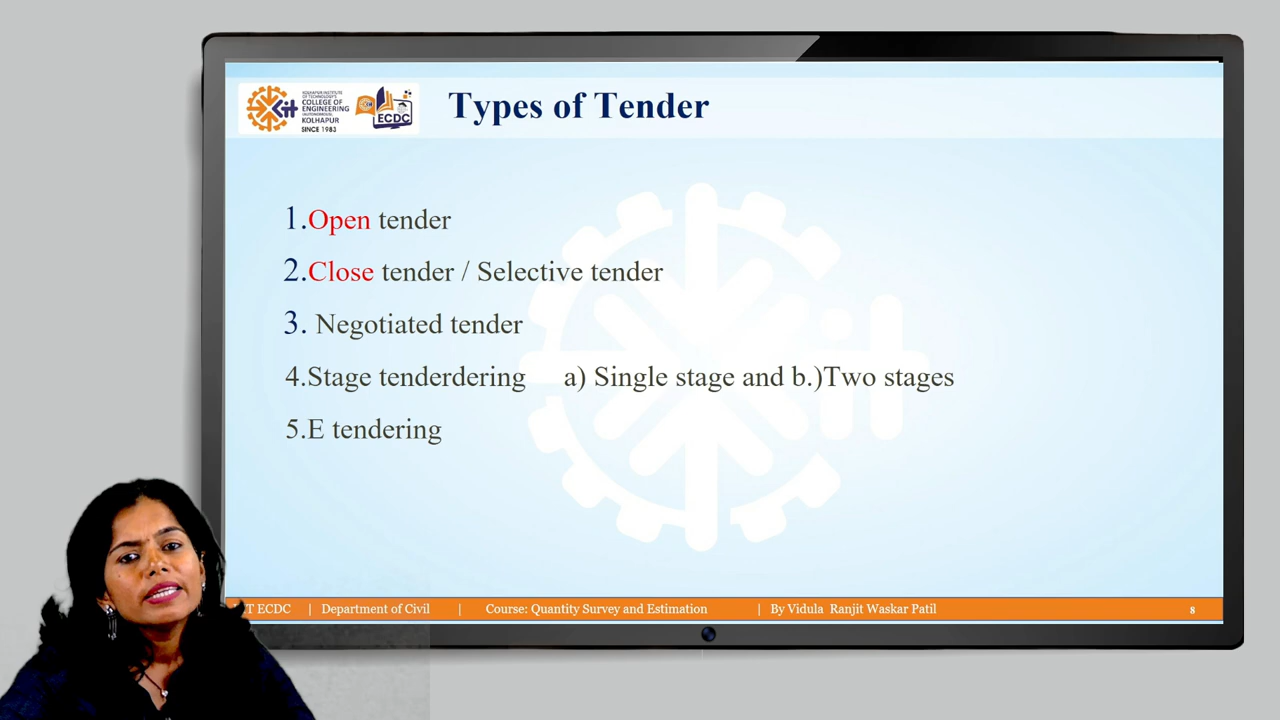 KOLHAPUR INSTITUTE
OF TECHNOLOGY'S
COLLEGE OF
ENGINEERING
(AUTONOMOUS),
KOLHAPUR
SINCE 1983
ECDC
Types of Tender
1.Open tender
2.Close tender / Selective tender
3. Negotiated tender
4.Stage tenderdering a) Single stage and b.)Two stages
5.E tendering
T ECDC | Department of Civil | Course: Quantity Survey and Estimation | By Vidula Ranjit Waskar Patil 8